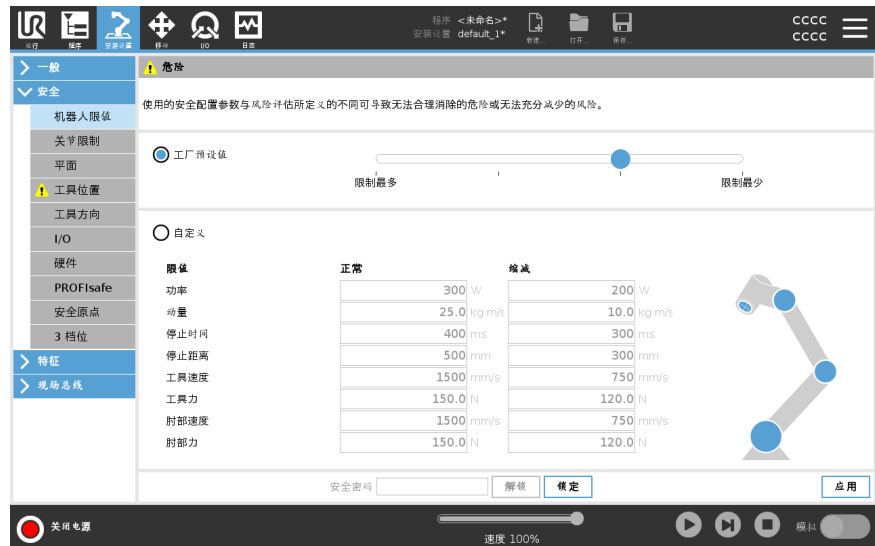 程序 <未命名>*
安装设置 default_1*
运行 程序 安装设置 移动 I/O 日志 新建... 打开... 保存...
cccc
cccc
一般
安全
机器人限值
关节限制
平面
工具位置
工具方向
I/O
硬件
PROFIsafe
安全原点
3 档位
特征
现场总线
危险
使用的安全配置参数与风险评估所定义的不同可导致无法合理消除的危险或无法充分减少的风险。
工厂预设值
限制最多 限制最少
自定义
限值 正常 缩减
功率 300 W 200 W
动量 25.0 kg m/s 10.0 kg m/s
停止时间 400 ms 300 ms
停止距离 500 mm 300 mm
工具速度 1500 mm/s 750 mm/s
工具力 150.0 N 120.0 N
肘部速度 1500 mm/s 750 mm/s
肘部力 150.0 N 120.0 N
安全密码 解锁 锁定 应用
关闭电源
速度 100%
模拟